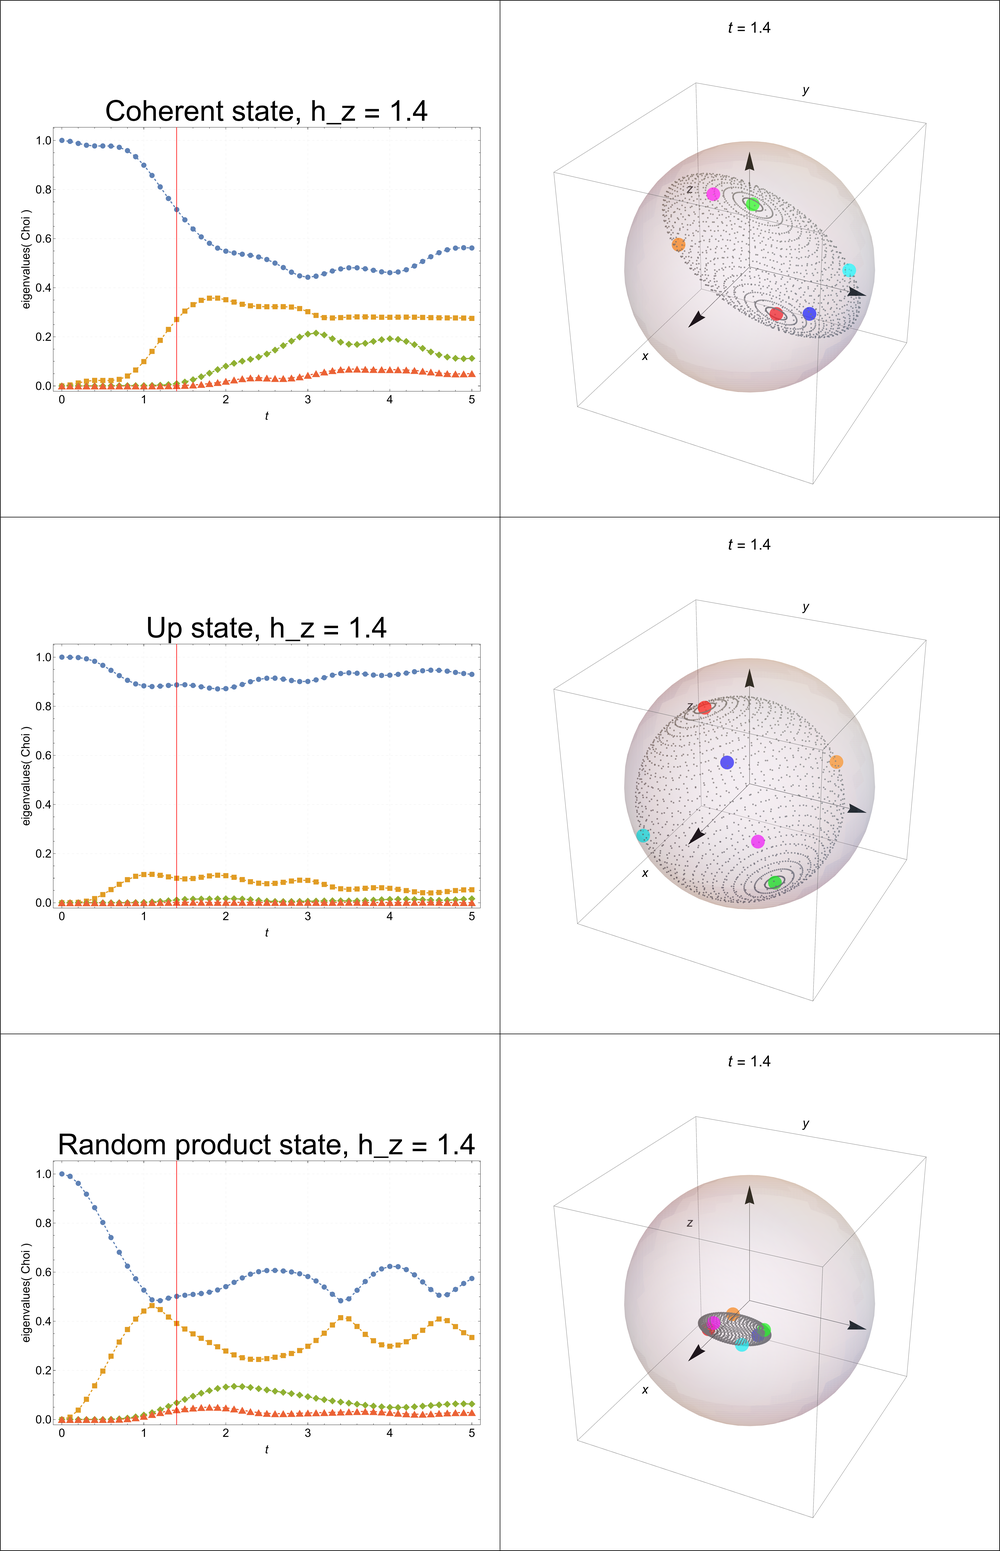 t = 1.4
y
Coherent state, h_z = 1.4
1.0
0.8
0.6
0.4
0.2
0.0
eigenvalues( Choi )
0 1 2 3 4 5
t
z
x
t = 1.4
y
Up state, h_z = 1.4
1.0
0.8
0.6
0.4
0.2
0.0
eigenvalues( Choi )
0 1 2 3 4 5
t
z
x
t = 1.4
y
Random product state, h_z = 1.4
1.0
0.8
0.6
0.4
0.2
0.0
eigenvalues( Choi )
0 1 2 3 4 5
t
z
x